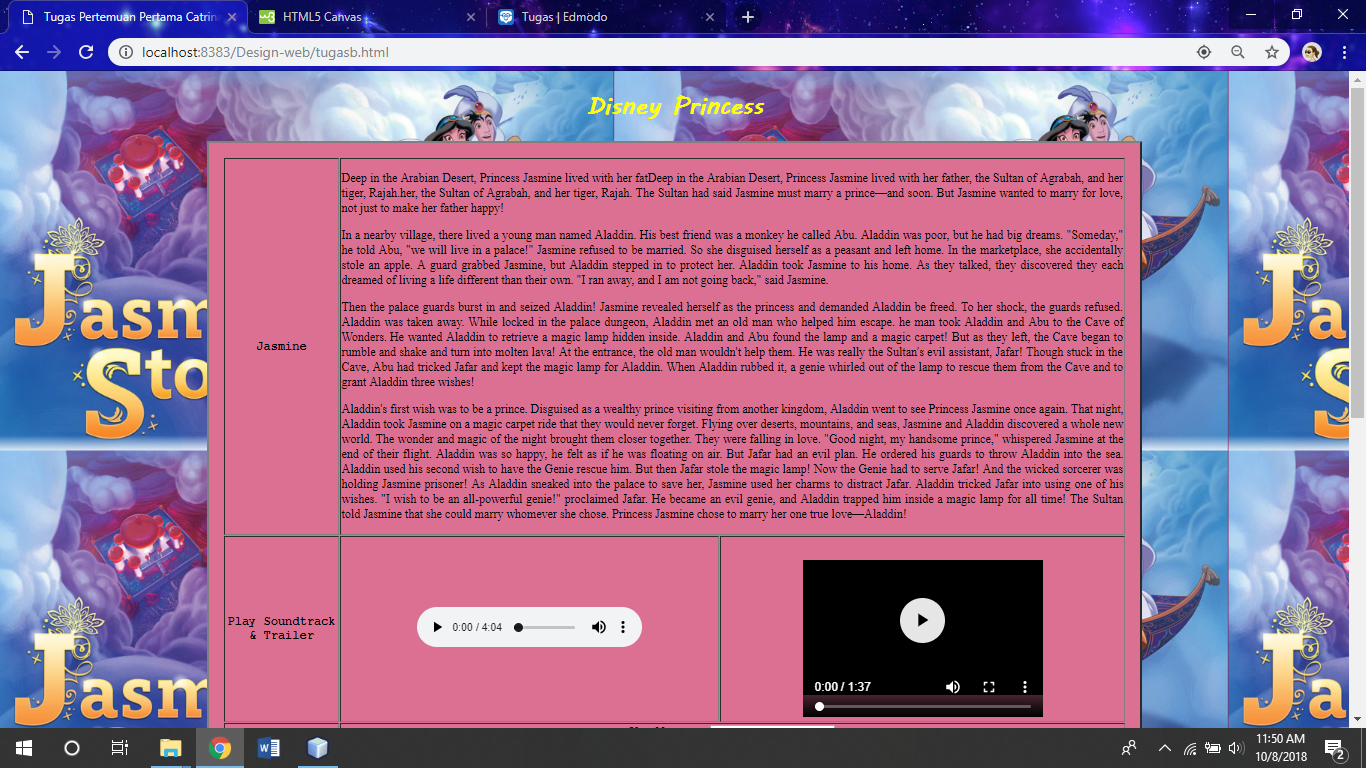 Tugas Pertemuan Pertama Catrin
HTML5 Canvas
Tugas | Edmodo
localhost:8383/Design-web/tugasb.html
Disney Princess
Jasmine
Deep in the Arabian Desert, Princess Jasmine lived with her fatDeep in the Arabian Desert, Princess Jasmine lived with her father, the Sultan of Agrabah, and her
tiger, Rajah.her, the Sultan of Agrabah, and her tiger, Rajah. The Sultan had said Jasmine must marry a prince—and soon. But Jasmine wanted to marry for love,
not just to make her father happy!
In a nearby village, there lived a young man named Aladdin. His best friend was a monkey he called Abu. Aladdin was poor, but he had big dreams. "Someday,"
he told Abu, "we will live in a palace!" Jasmine refused to be married. So she disguised herself as a peasant and left home. In the marketplace, she accidentally
stole an apple. A guard grabbed Jasmine, but Aladdin stepped in to protect her. Aladdin took Jasmine to his home. As they talked, they discovered they each
dreamed of living a life different than their own. "I ran away, and I am not going back," said Jasmine.
Then the palace guards burst in and seized Aladdin! Jasmine revealed herself as the princess and demanded Aladdin be freed. To her shock, the guards refused.
Aladdin was taken away. While locked in the palace dungeon, Aladdin met an old man who helped him escape. he man took Aladdin and Abu to the Cave of
Wonders. He wanted Aladdin to retrieve a magic lamp hidden inside. Aladdin and Abu found the lamp and a magic carpet! But as they left, the Cave began to
rumble and shake and turn into molten lava! At the entrance, the old man wouldn't help them. He was really the Sultan's evil assistant, Jafar! Though stuck in the
Cave, Abu had tricked Jafar and kept the magic lamp for Aladdin. When Aladdin rubbed it, a genie whirled out of the lamp to rescue them from the Cave and to
grant Aladdin three wishes!
Aladdin's first wish was to be a prince. Disguised as a wealthy prince visiting from another kingdom, Aladdin went to see Princess Jasmine once again. That night,
Aladdin took Jasmine on a magic carpet ride that they would never forget. Flying over deserts, mountains, and seas, Jasmine and Aladdin discovered a whole new
world. The wonder and magic of the night brought them closer together. They were falling in love. "Good night, my handsome prince," whispered Jasmine at the
end of their flight. Aladdin was so happy, he felt as if he was floating on air. But Jafar had an evil plan. He ordered his guards to throw Aladdin into the sea.
Aladdin used his second wish to have the Genie rescue him. But then Jafar stole the magic lamp! Now the Genie had to serve Jafar! And the wicked sorcerer was
holding Jasmine prisoner! As Aladdin sneaked into the palace to save her, Jasmine used her charms to distract Jafar. Aladdin tricked Jafar into using one of his
wishes. "I wish to be an all-powerful genie!" proclaimed Jafar. He became an evil genie, and Aladdin trapped him inside a magic lamp for all time! The Sultan
told Jasmine that she could marry whomever she chose. Princess Jasmine chose to marry her one true love—Aladdin!
Play Soundtrack
& Trailer
0:00 / 4:04
0:00 / 1:37
Jasm
Sto
Ja
S
Jasm
Ja
11:50 AM
10/8/2018
2